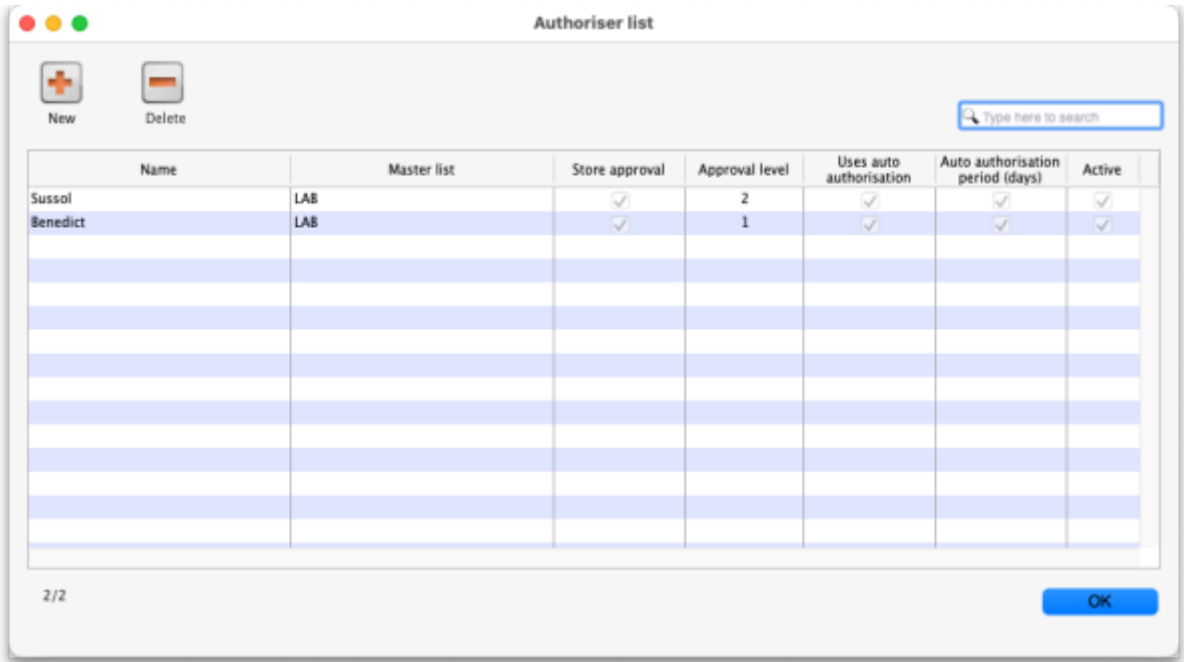 Authoriser list
New Delete
Type here to search
Name Master list Store approval Approval level Uses auto authorisation Auto authorisation period (days) Active
Sussol LAB 2
Benedict LAB 1
2/2
OK